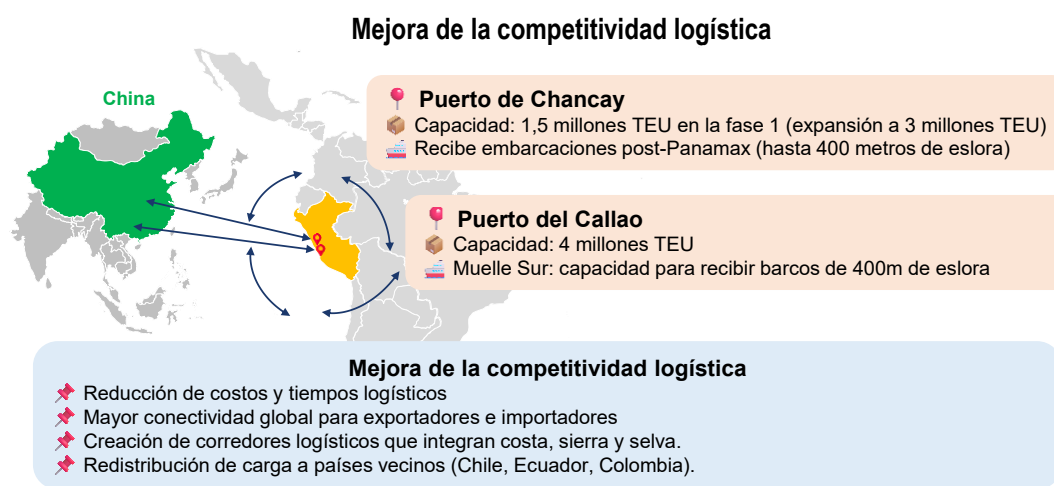 Mejora de la competitividad logística
China
Puerto de Chancay
Capacidad: 1,5 millones TEU en la fase 1 (expansión a 3 millones TEU)
Recibe embarcaciones post-Panamax (hasta 400 metros de eslora)
Puerto del Callao
Capacidad: 4 millones TEU
Muelle Sur: capacidad para recibir barcos de 400m de eslora
Mejora de la competitividad logística
Reducción de costos y tiempos logísticos
Mayor conectividad global para exportadores e importadores
Creación de corredores logísticos que integran costa, sierra y selva.
Redistribución de carga a países vecinos (Chile, Ecuador, Colombia).